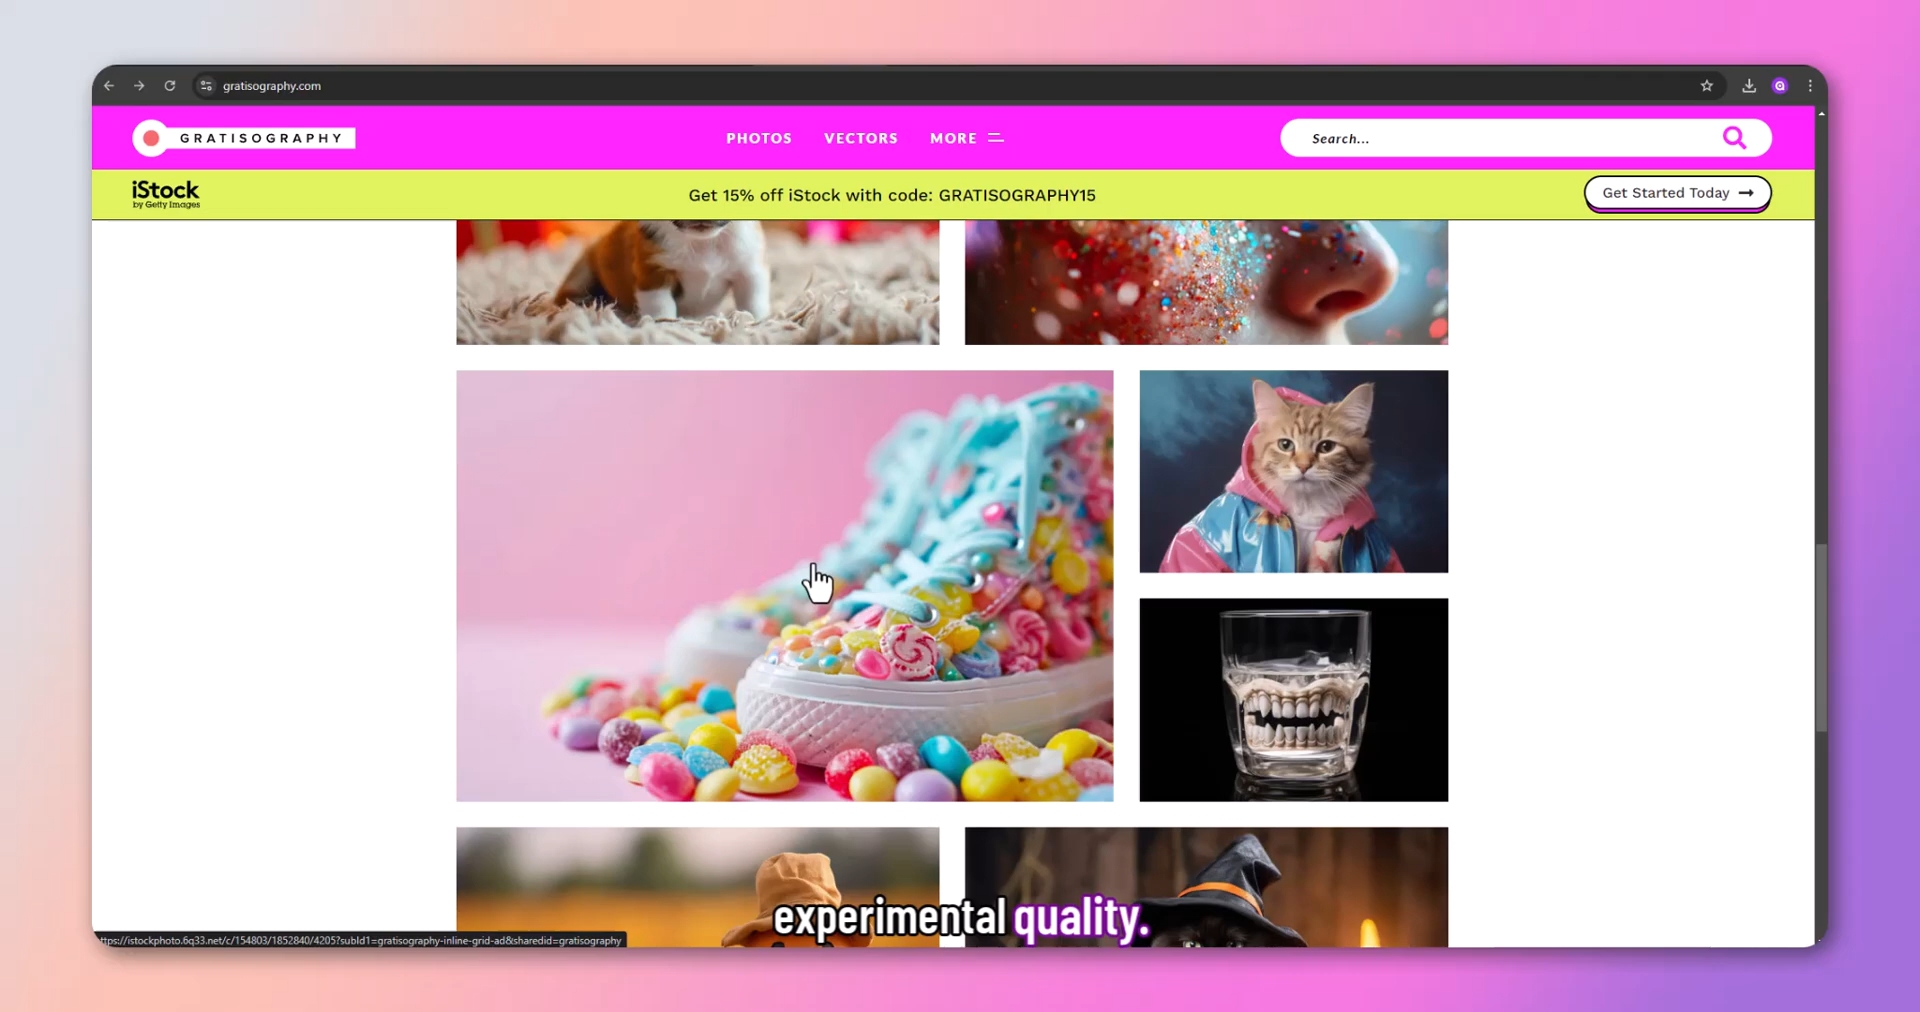 gratisography.com
GRATISOGRAPHY
PHOTOS VECTORS MORE
Search...
iStock
by Getty Images
Get 15% off iStock with code: GRATISOGRAPHY15
Get Started Today →
experimental quality.
ttps://istockphoto.6q33.net/c/154803/1852840/4205?subId1=gratisography-inline-grid-ad&sharedid=gratisography